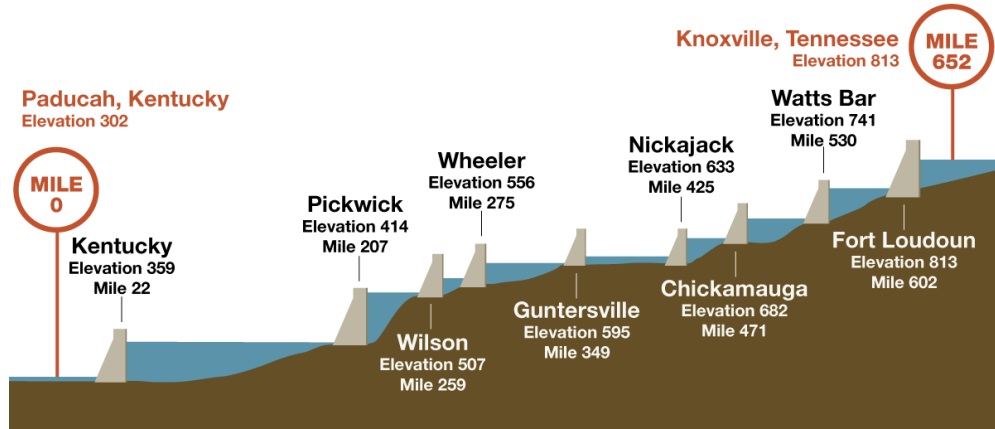 Knoxville, Tennessee
Elevation 813
MILE
652
Paducah, Kentucky
Elevation 302
MILE
0
Kentucky
Elevation 359
Mile 22
Pickwick
Elevation 414
Mile 207
Wilson
Elevation 507
Mile 259
Wheeler
Elevation 556
Mile 275
Guntersville
Elevation 595
Mile 349
Nickajack
Elevation 633
Mile 425
Chickamauga
Elevation 682
Mile 471
Watts Bar
Elevation 741
Mile 530
Fort Loudoun
Elevation 813
Mile 602